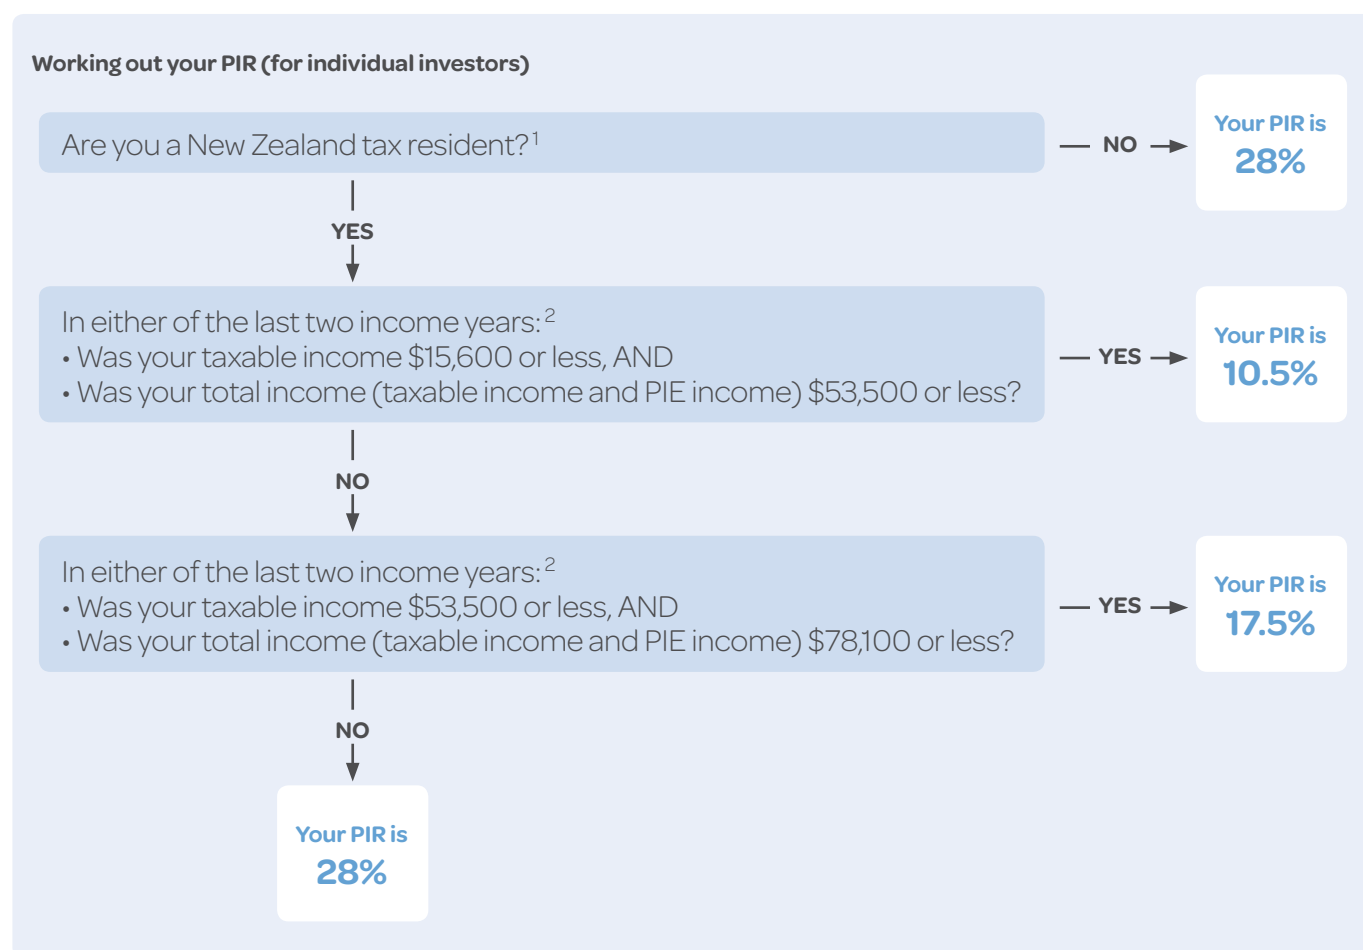 Working out your PIR (for individual investors)
Are you a New Zealand tax resident?¹
NO
Your PIR is
28%
YES
In either of the last two income years:²
• Was your taxable income $15,600 or less, AND
• Was your total income (taxable income and PIE income) $53,500 or less?
YES
Your PIR is
10.5%
NO
In either of the last two income years:²
• Was your taxable income $53,500 or less, AND
• Was your total income (taxable income and PIE income) $78,100 or less?
YES
Your PIR is
17.5%
NO
Your PIR is
28%